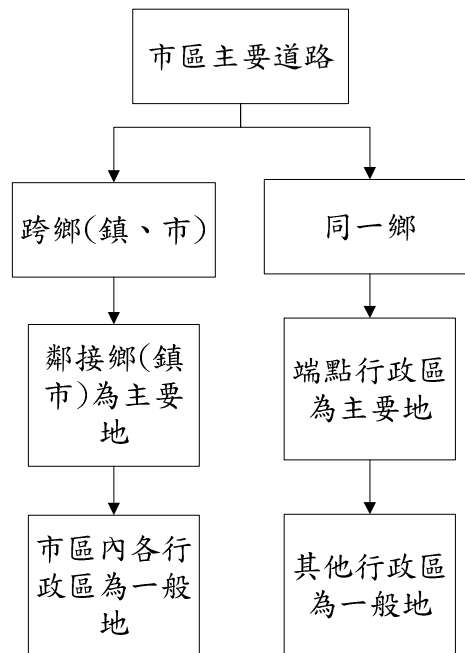 市區主要道路
跨鄉(鎮、市)
鄰接鄉(鎮
市)為主要
地
市區內各行
政區為一般
地
同一鄉
端點行政區
為主要地
其他行政區
為一般地